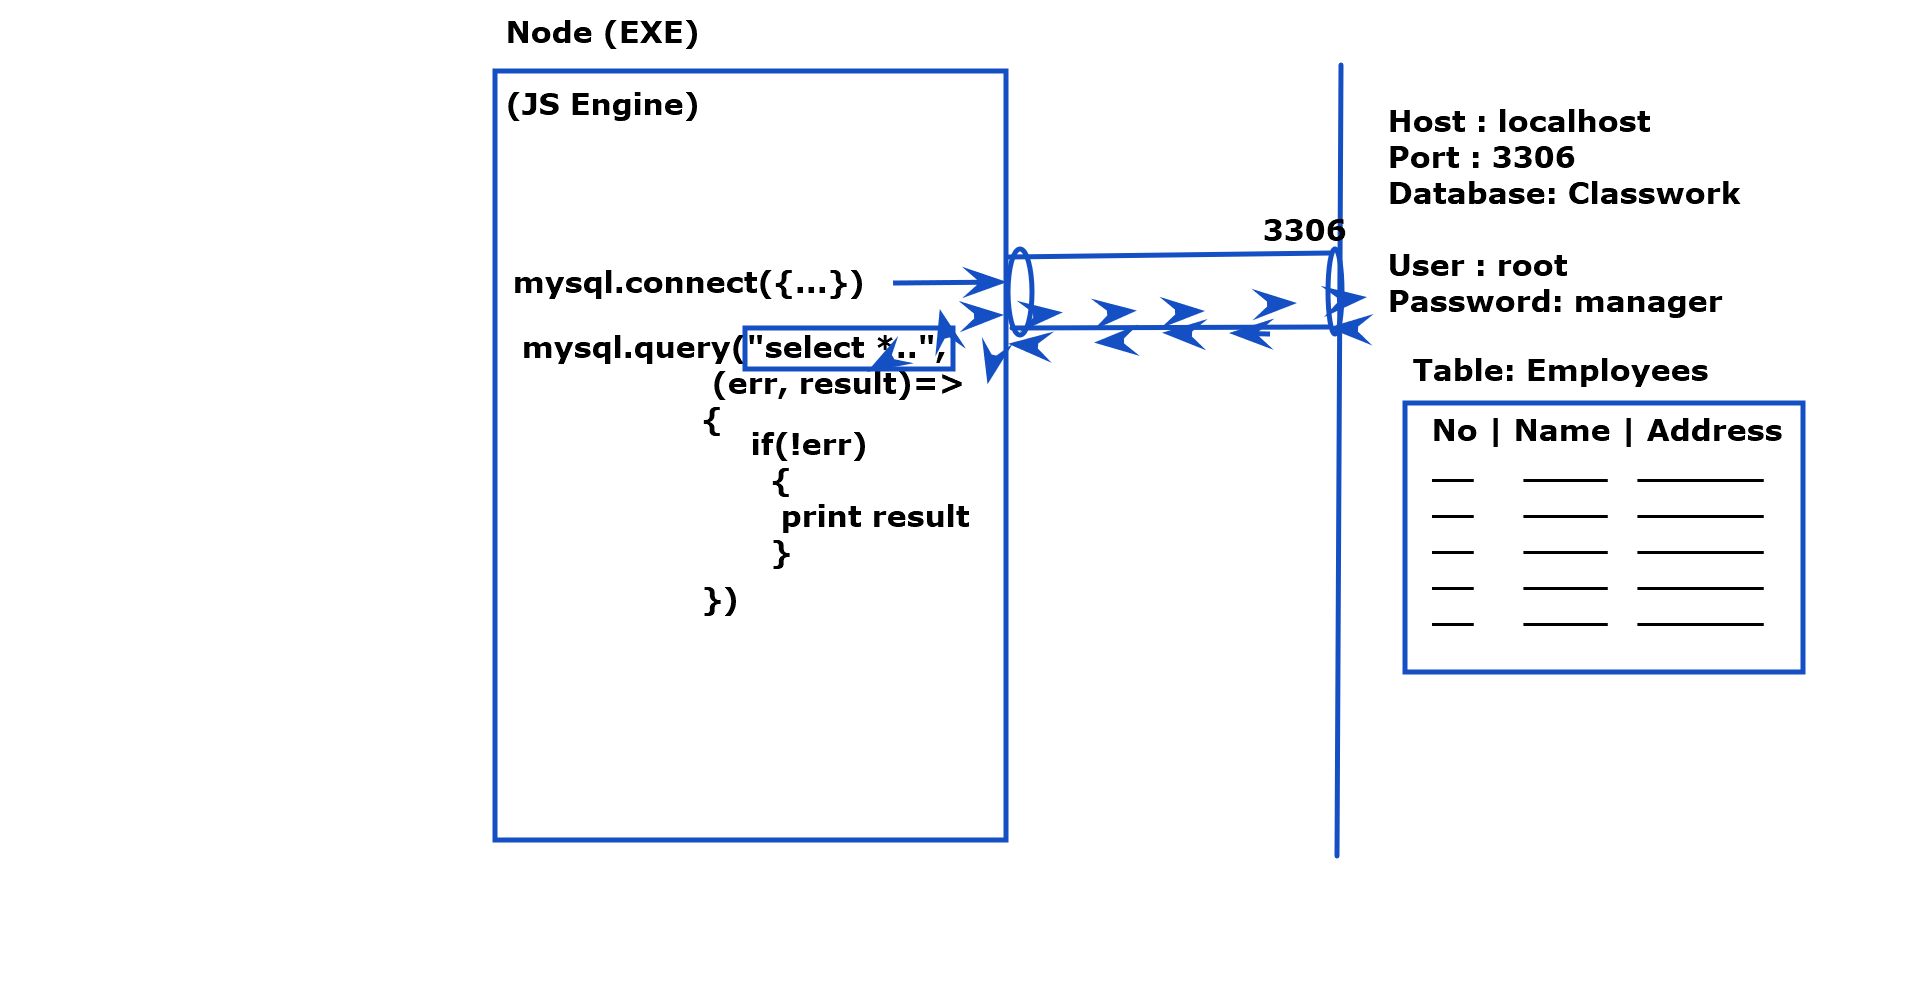 Node (EXE)
(JS Engine)
mysql.connect({...})
mysql.query("select *..",
(err, result)=>
{
if(!err)
{
print result
}
})
3306
Host : localhost
Port : 3306
Database: Classwork
User : root
Password: manager
Table: Employees
No | Name | Address